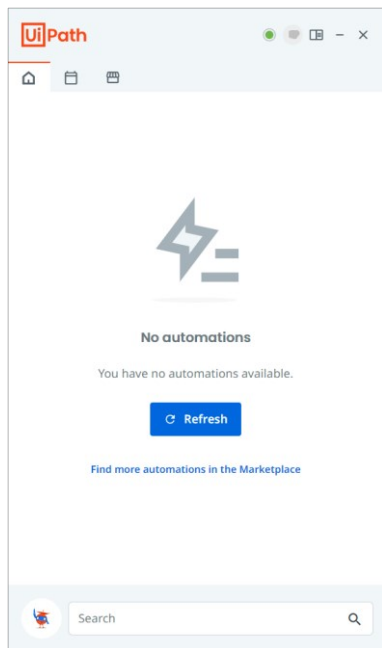 UiPath
No automations
You have no automations available.
Refresh
Find more automations in the Marketplace
Search